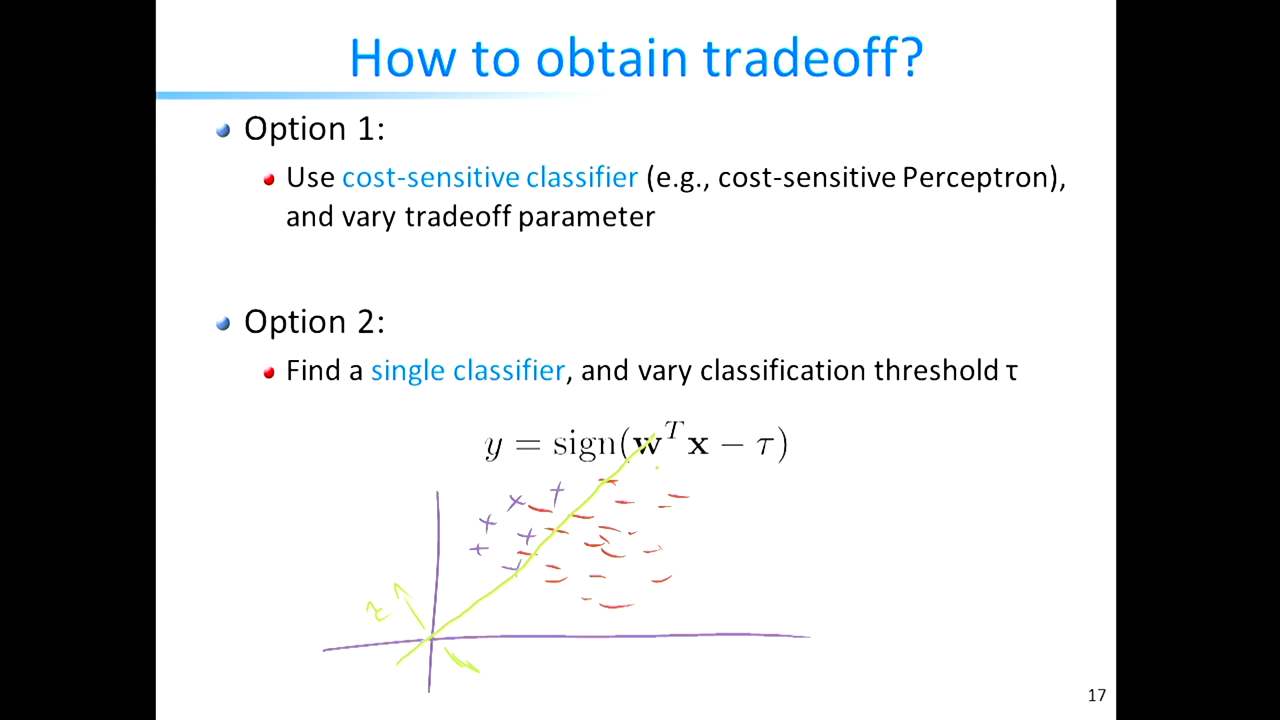 How to obtain tradeoff?
Option 1:
Use cost-sensitive classifier (e.g., cost-sensitive Perceptron),
and vary tradeoff parameter
Option 2:
Find a single classifier, and vary classification threshold τ
y = sign(w^T x − τ)
τ
17